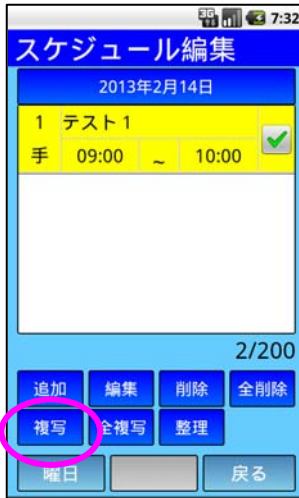 3G 7:32
スケジュール編集
2013年2月14日
1 テスト1
手 09:00 ~ 10:00
2/200
追加 編集 削除 全削除
複写 全複写 整理
曜日 戻る